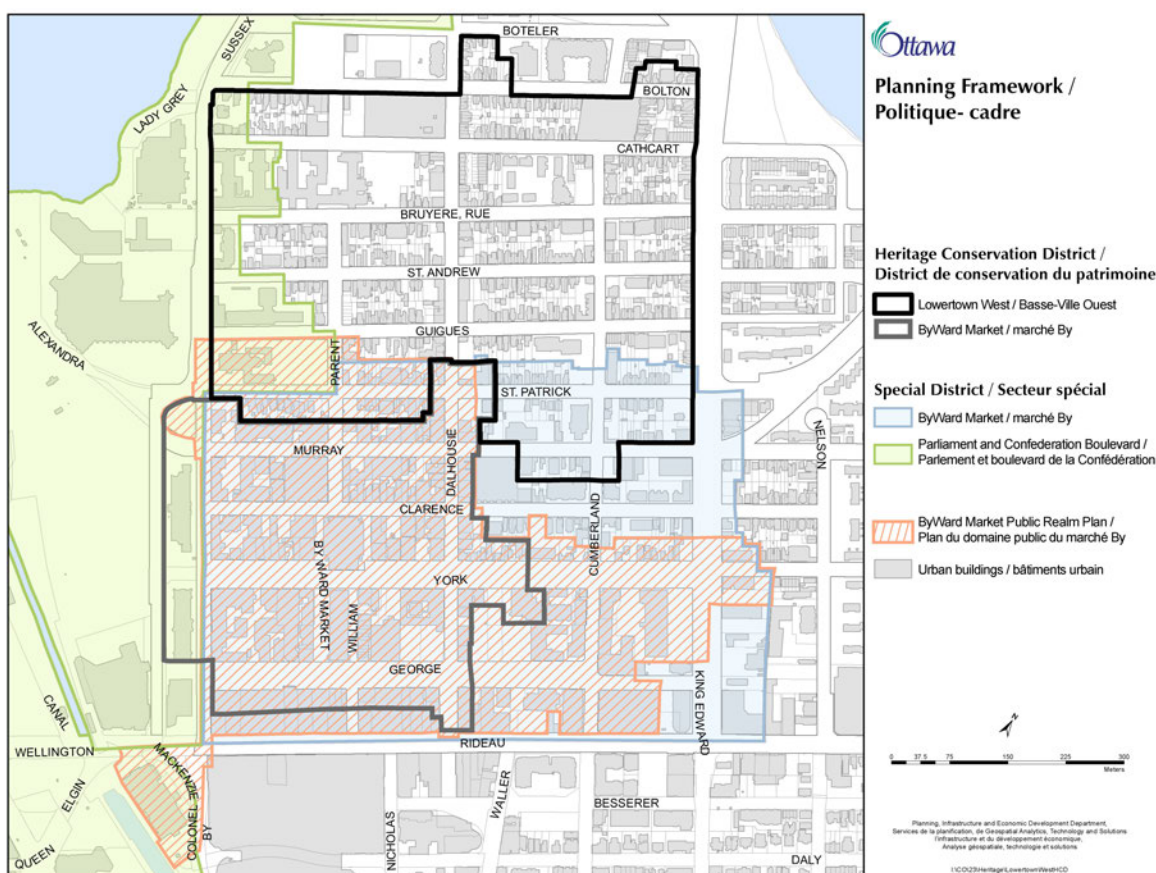 BOTELER
SUSSEX
BOLTON
LADY GREY
CATHCART
BRUYERE, RUE
ST. ANDREW
GUIGUES
ALEXANDRA
PARENT
ST. PATRICK
NELSON
MURRAY
DALHOUSIE
CLARENCE
CUMBERLAND
BY WARD MARKET
YORK
WILLIAM
GEORGE
KING EDWARD
CANAL
RIDEAU
WELLINGTON
MACKENZIE
ELGIN
COLONEL BY
WALLER
BESSERER
NICHOLAS
QUEEN
DALY
Ottawa
Planning Framework /
Politique- cadre
Heritage Conservation District /
District de conservation du patrimoine
Lowertown West / Basse-Ville Ouest
ByWard Market / marché By
Special District / Secteur spécial
ByWard Market / marché By
Parliament and Confederation Boulevard /
Parlement et boulevard de la Confédération
ByWard Market Public Realm Plan /
Plan du domaine public du marché By
Urban buildings / bâtiments urbain
N
0 37.5 75 150 225 300
Meters
Planning, Infrastructure and Economic Development Department,
Services de la planification, de Geospatial Analytics, Technology and Solutions
l'infrastructure et du développement économique,
Analyse géospatiale, technologie et solutions
I:\CO\23\Heritage\LowertownWestHCD